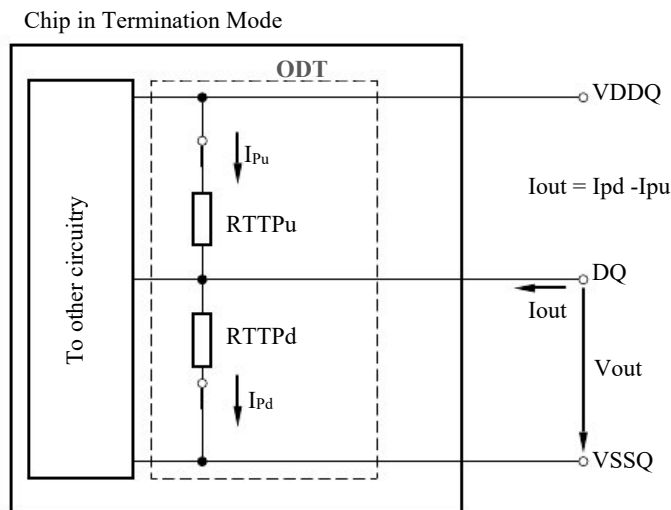 Chip in Termination Mode
ODT
VDDQ
IPu
Iout = Ipd -Ipu
RTTPu
To other circuitry
DQ
Iout
RTTPd
Vout
IPd
VSSQ